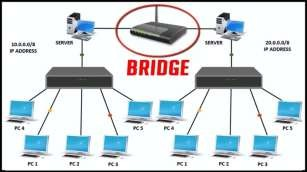 10.0.0.0/8
IP ADDRESS
SERVER
SERVER
20.0.0.0/8
IP ADDRESS
BRIDGE
PC 4
PC 5
PC 4
PC 5
PC 1
PC 2
PC 3
PC 1
PC 2
PC 3